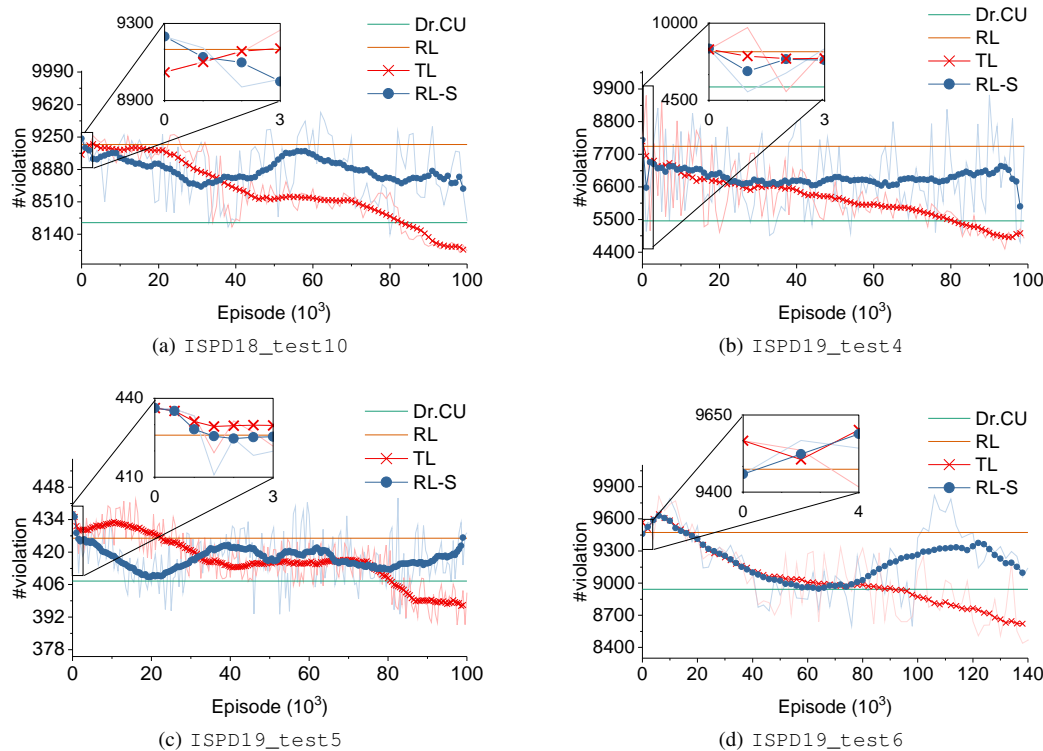 9300
8900
0 3
Dr.CU
RL
TL
RL-S
9990
9620
9250
8880
8510
8140
#violation
0 20 40 60 80 100
Episode (10³)
(a) ISPD18_test10
10000
4500
0 3
Dr.CU
RL
TL
RL-S
9900
8800
7700
6600
5500
4400
#violation
0 20 40 60 80 100
Episode (10³)
(b) ISPD19_test4
440
410
0 3
Dr.CU
RL
TL
RL-S
448
434
420
406
392
378
#violation
0 20 40 60 80 100
Episode (10³)
(c) ISPD19_test5
9650
9400
0 4
Dr.CU
RL
TL
RL-S
9900
9600
9300
9000
8700
8400
#violation
0 20 40 60 80 100 120 140
Episode (10³)
(d) ISPD19_test6